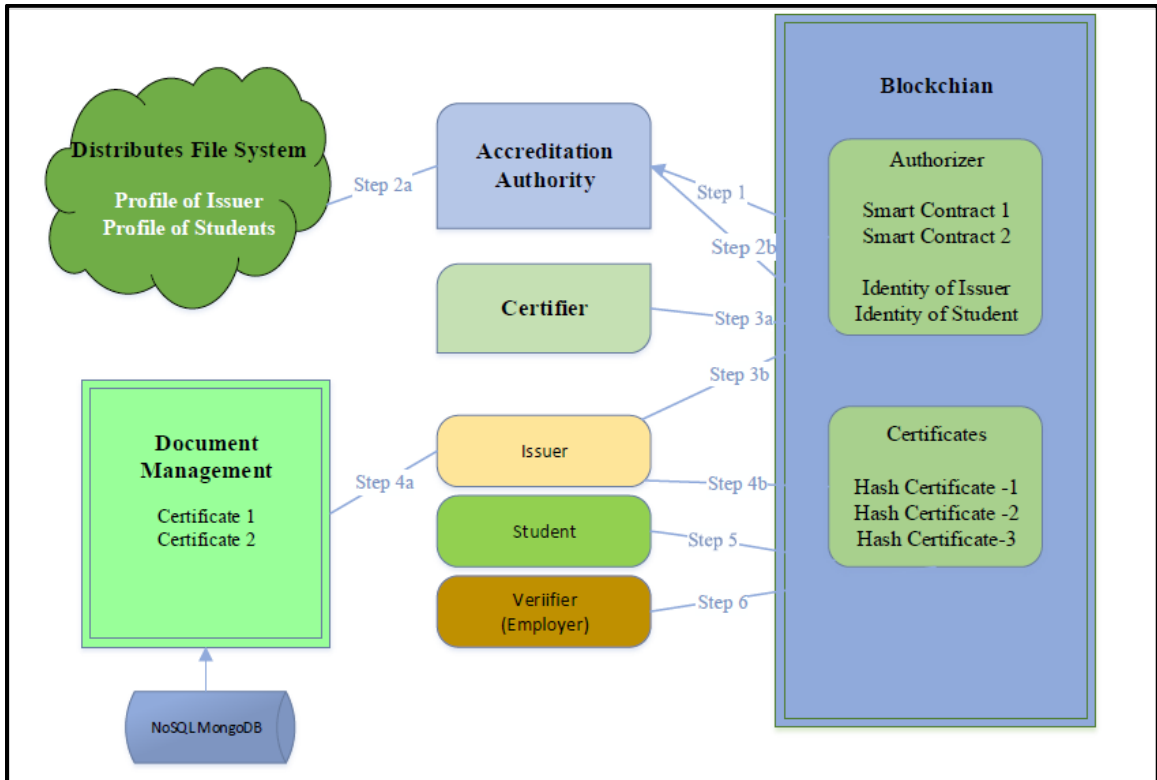 Distributes File System
Profile of Issuer
Profile of Students
Step 2a
Accreditation
Authority
Step 1
Step 2b
Certifier
Step 3a
Step 3b
Blockchian
Authorizer
Smart Contract 1
Smart Contract 2
Identity of Issuer
Identity of Student
Document
Management
Certificate 1
Certificate 2
Step 4a
Issuer
Step 4b
Student
Step 5
Veriifier
(Employer)
Step 6
Certificates
Hash Certificate -1
Hash Certificate -2
Hash Certificate-3
NoSQL MongoDB